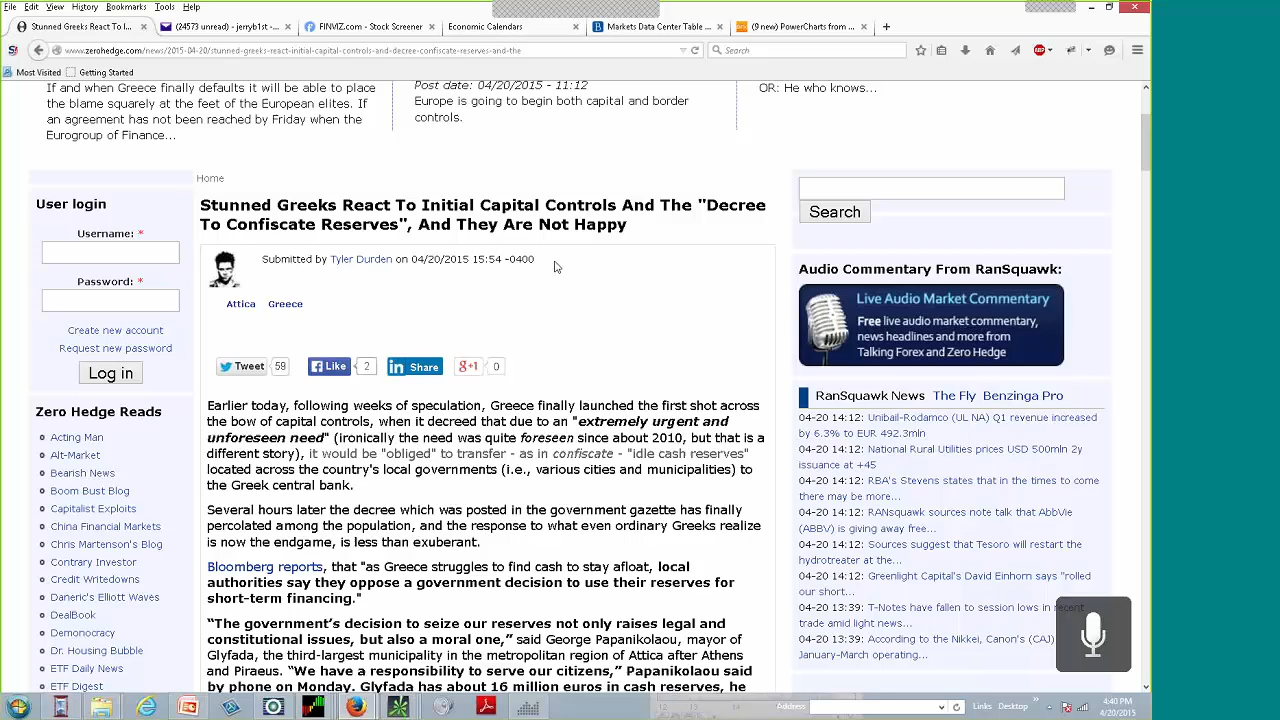 File Edit View History Bookmarks Tools Help
Stunned Greeks React To I... × (24573 unread) - jerryb1st... × FINVIZ.com - Stock Screener × Economic Calendars × Markets Data Center Table ... × (9 new) PowerCharts from ... × +
www.zerohedge.com/news/2015-04-20/stunned-greeks-react-initial-capital-controls-and-decree-confiscate-reserves-and-the
Search
Most Visited Getting Started
If and when Greece finally defaults it will be able to place
the blame squarely at the feet of the European elites. If
an agreement has not been reached by Friday when the
Eurogroup of Finance...
Post date: 04/20/2015 - 11:12
Europe is going to begin both capital and border
controls.
OR: He who knows...
Home
User login
Username: *
Password: *
Create new account
Request new password
Log in
Zero Hedge Reads
Acting Man
Alt-Market
Bearish News
Boom Bust Blog
Capitalist Exploits
China Financial Markets
Chris Martenson's Blog
Contrary Investor
Credit Writedowns
Daneric's Elliott Waves
DealBook
Demonocracy
Dr. Housing Bubble
ETF Daily News
ETF Digest
Stunned Greeks React To Initial Capital Controls And The "Decree
To Confiscate Reserves", And They Are Not Happy
Submitted by Tyler Durden on 04/20/2015 15:54 -0400
Attica Greece
Tweet 59 Like 2 Share +1 0
Earlier today, following weeks of speculation, Greece finally launched the first shot across
the bow of capital controls, when it decreed that due to an "extremely urgent and
unforeseen need" (ironically the need was quite foreseen since about 2010, but that is a
different story), it would be "obliged" to transfer - as in confiscate - "idle cash reserves"
located across the country's local governments (i.e., various cities and municipalities) to
the Greek central bank.
Several hours later the decree which was posted in the government gazette has finally
percolated among the population, and the response to what even ordinary Greeks realize
is now the endgame, is less than exuberant.
Bloomberg reports, that "as Greece struggles to find cash to stay afloat, local
authorities say they oppose a government decision to use their reserves for
short-term financing."
“The government’s decision to seize our reserves not only raises legal and
constitutional issues, but also a moral one,” said George Papanikolaou, mayor of
Glyfada, the third-largest municipality in the metropolitan region of Attica after Athens
and Piraeus. “We have a responsibility to serve our citizens,” Papanikolaou said
by phone on Monday. Glyfada has about 16 million euros in cash reserves, he
Search
Audio Commentary From RanSquawk:
Live Audio Market Commentary
Free live audio market commentary,
news headlines and more from
Talking Forex and Zero Hedge
RanSquawk News The Fly Benzinga Pro
04-20 14:12: Uniball-Rodamco (UL NA) Q1 revenue increased
by 6.3% to EUR 492.3mln
04-20 14:12: National Rural Utilities prices USD 500mln 2y
issuance at +45
04-20 14:12: RBA's Stevens states that in the times to come
there may be more...
04-20 14:12: RANsquawk sources note talk that AbbVie
(ABBV) is giving away free...
04-20 14:12: Sources suggest that Tesoro will restart the
hydrotreater at the...
04-20 14:12: Greenlight Capital's David Einhorn says "rolled
our short...
04-20 13:39: T-Notes have fallen to session lows in recent
trade amid light news...
04-20 13:39: According to the Nikkei, Canon's (CAJ)
January-March operating...
12 13 14 Address Links Desktop
4:40 PM
4/20/2015